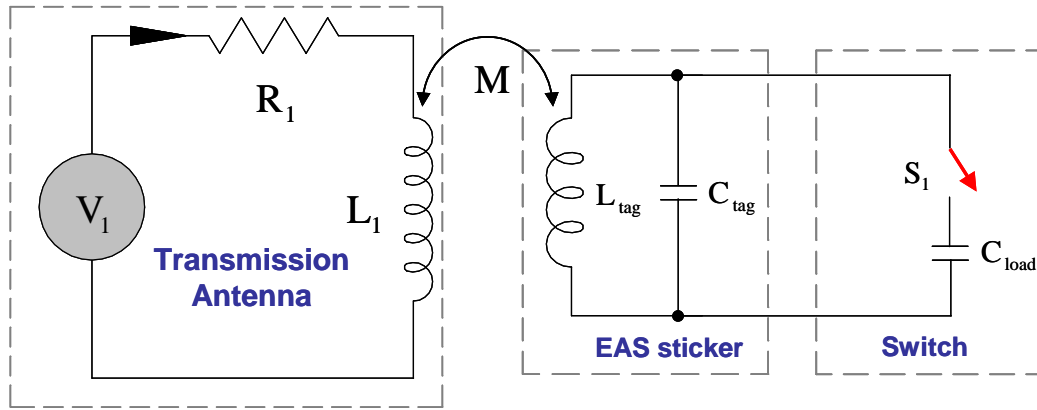 R1
M
V1
L1
Transmission
Antenna
Ltag
Ctag
S1
Cload
EAS sticker
Switch